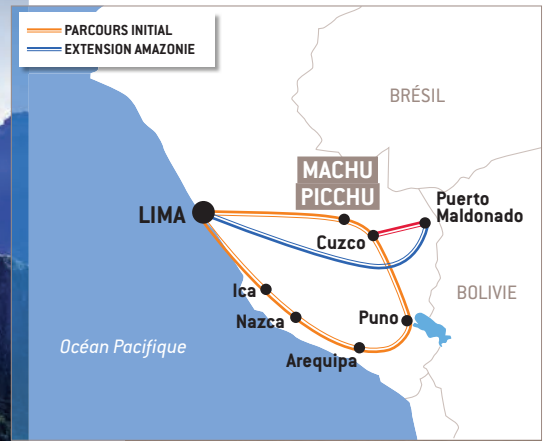 PARCOURS INITIAL
EXTENSION AMAZONIE
BRÉSIL
MACHU
PICCHU
LIMA
Puerto
Maldonado
Cuzco
Ica
BOLIVIE
Nazca
Puno
Océan Pacifique
Arequipa